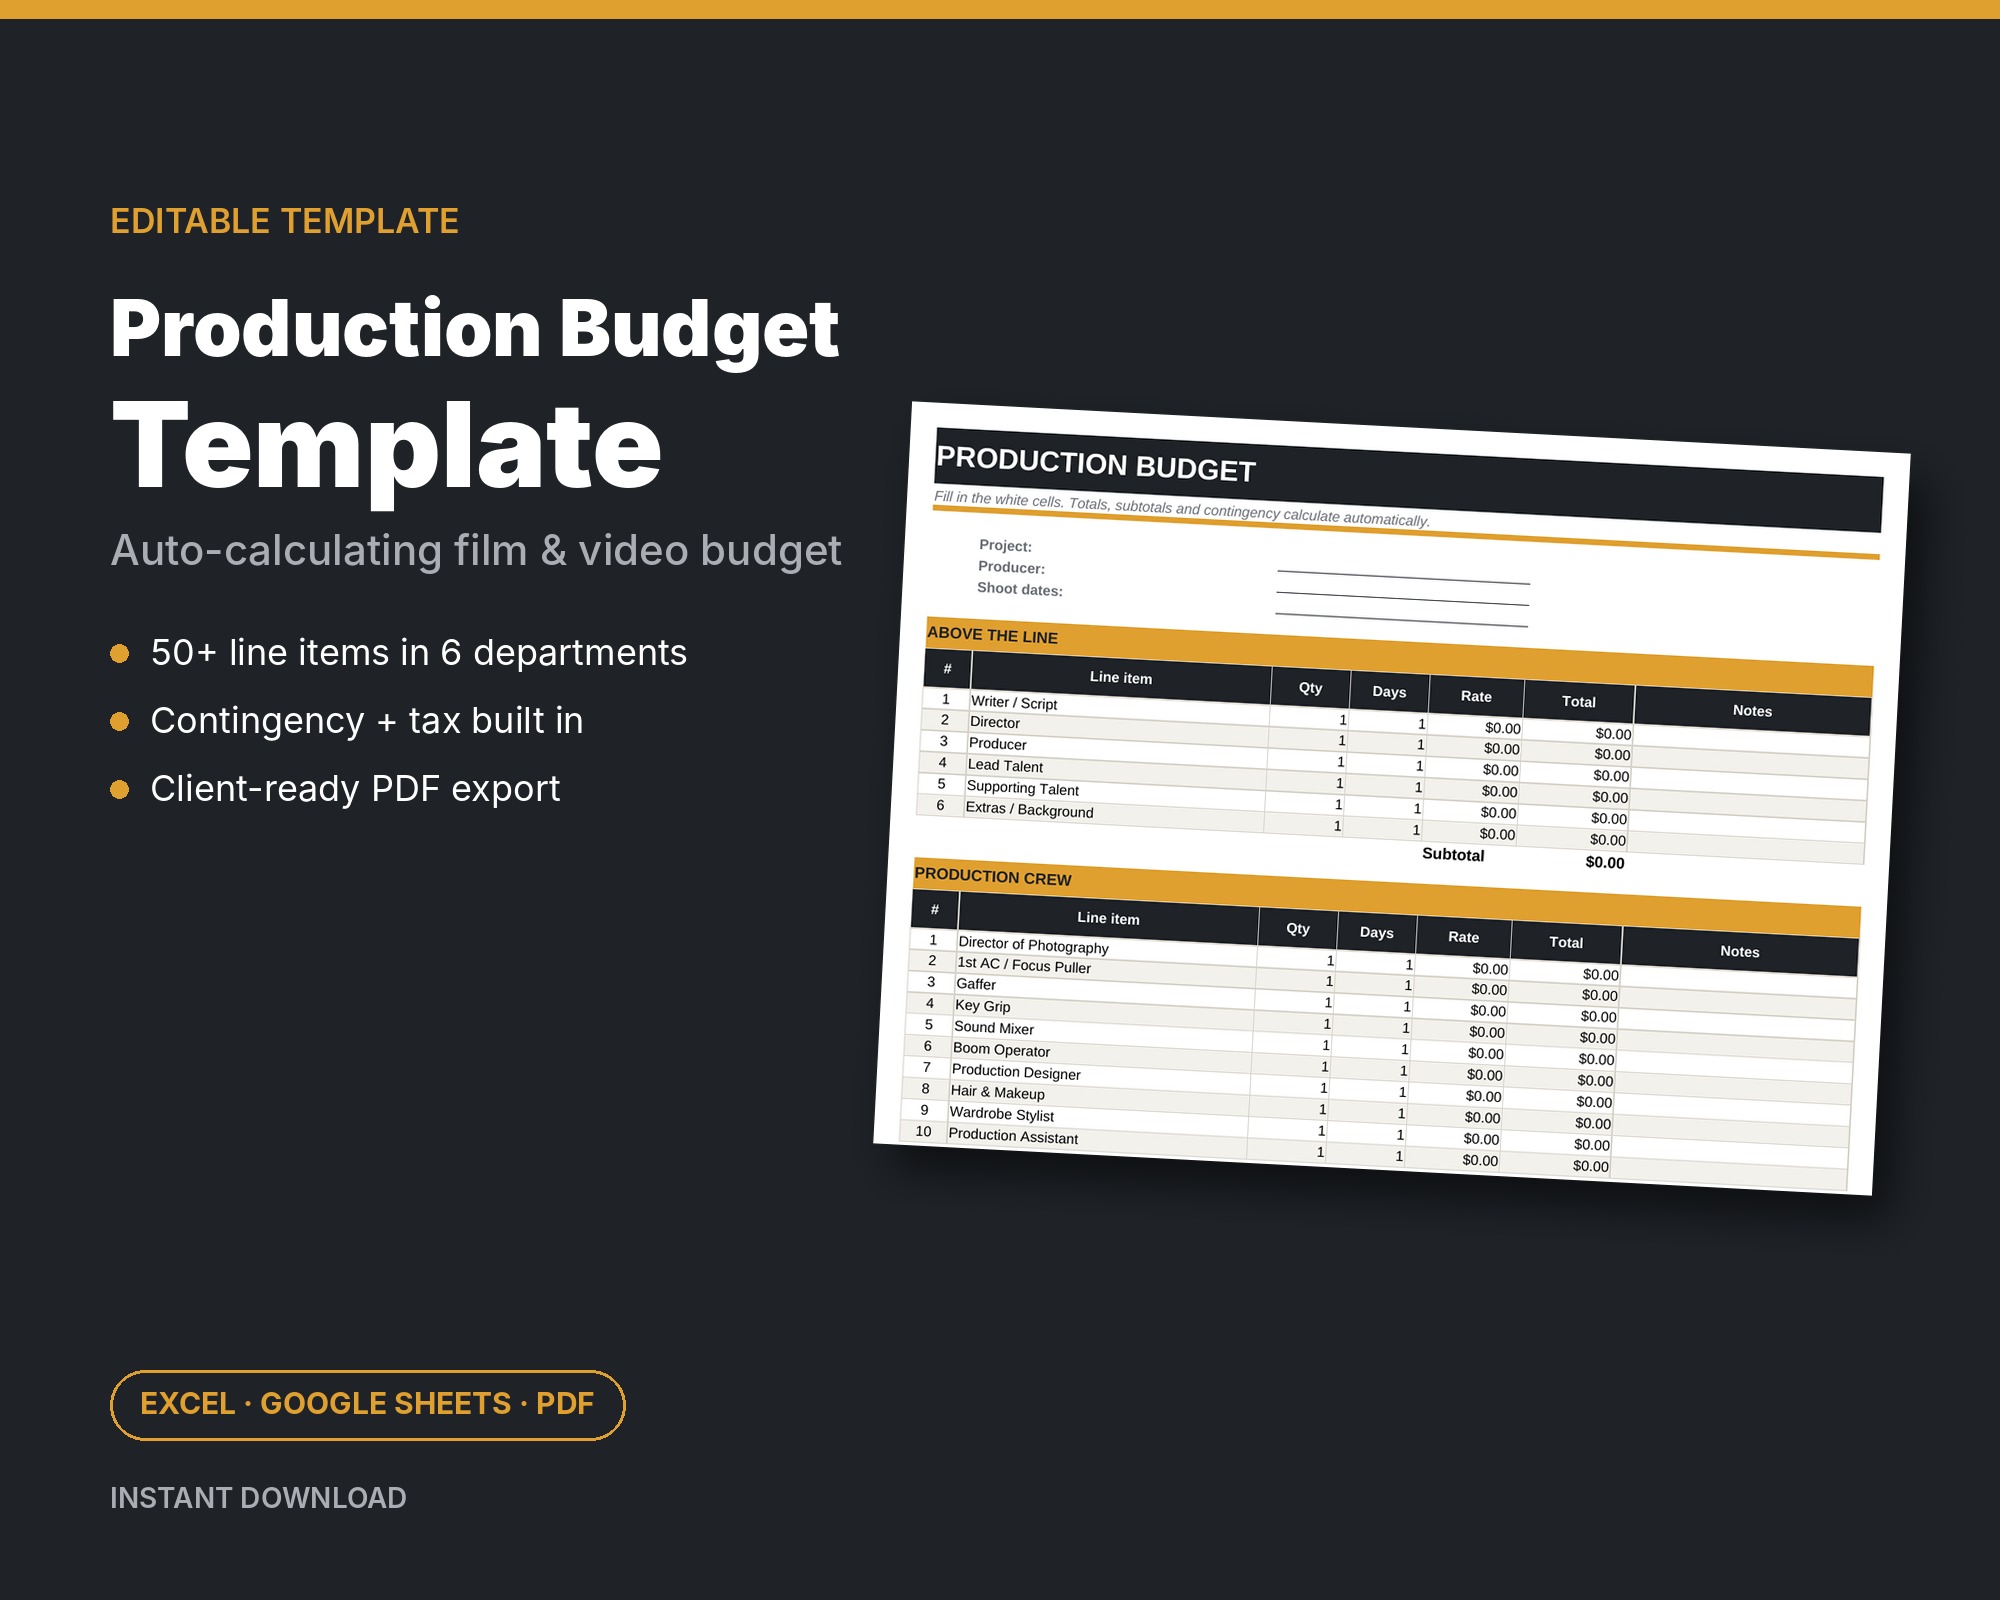 EDITABLE TEMPLATE
Production Budget
Template
Auto-calculating film & video budget
50+ line items in 6 departments
Contingency + tax built in
Client-ready PDF export
EXCEL · GOOGLE SHEETS · PDF
INSTANT DOWNLOAD
PRODUCTION BUDGET
Fill in the white cells. Totals, subtotals and contingency calculate automatically.
Project:
Producer:
Shoot dates:
ABOVE THE LINE
# Line item Qty Days Rate Total Notes
1 Writer / Script 1 1 $0.00 $0.00
2 Director 1 1 $0.00 $0.00
3 Producer 1 1 $0.00 $0.00
4 Lead Talent 1 1 $0.00 $0.00
5 Supporting Talent 1 1 $0.00 $0.00
6 Extras / Background 1 1 $0.00 $0.00
Subtotal $0.00
PRODUCTION CREW
# Line item Qty Days Rate Total Notes
1 Director of Photography 1 1 $0.00 $0.00
2 1st AC / Focus Puller 1 1 $0.00 $0.00
3 Gaffer 1 1 $0.00 $0.00
4 Key Grip 1 1 $0.00 $0.00
5 Sound Mixer 1 1 $0.00 $0.00
6 Boom Operator 1 1 $0.00 $0.00
7 Production Designer 1 1 $0.00 $0.00
8 Hair & Makeup 1 1 $0.00 $0.00
9 Wardrobe Stylist 1 1 $0.00 $0.00
10 Production Assistant 1 1 $0.00 $0.00